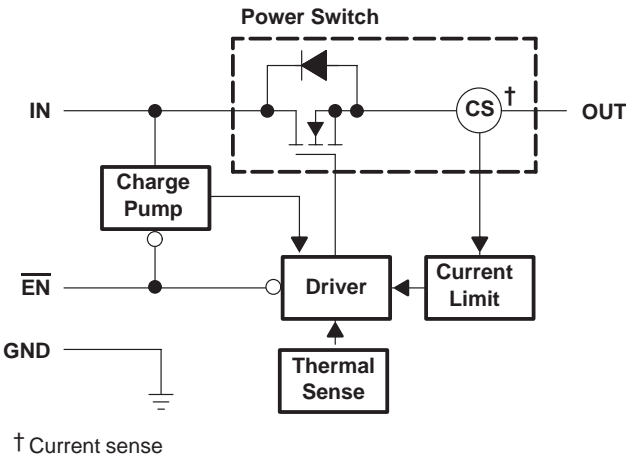 Power Switch
IN
CS
†
OUT
Charge
Pump
EN
Driver
Current
Limit
GND
Thermal
Sense
† Current sense